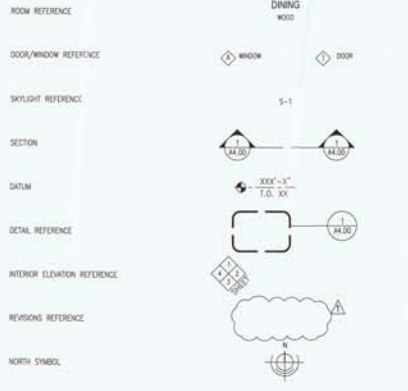 ROOM REFERENCE
DINING
WOOD
DOOR/WINDOW REFERENCE
A WINDOW
1 DOOR
SKYLIGHT REFERENCE
S-1
SECTION
1
A4.00
1
A4.00
DATUM
XXX'-X"
T.O. XX
DETAIL REFERENCE
1
A4.00
INTERIOR ELEVATION REFERENCE
1
4 2
3
SHEET
REVISIONS REFERENCE
1
NORTH SYMBOL
N